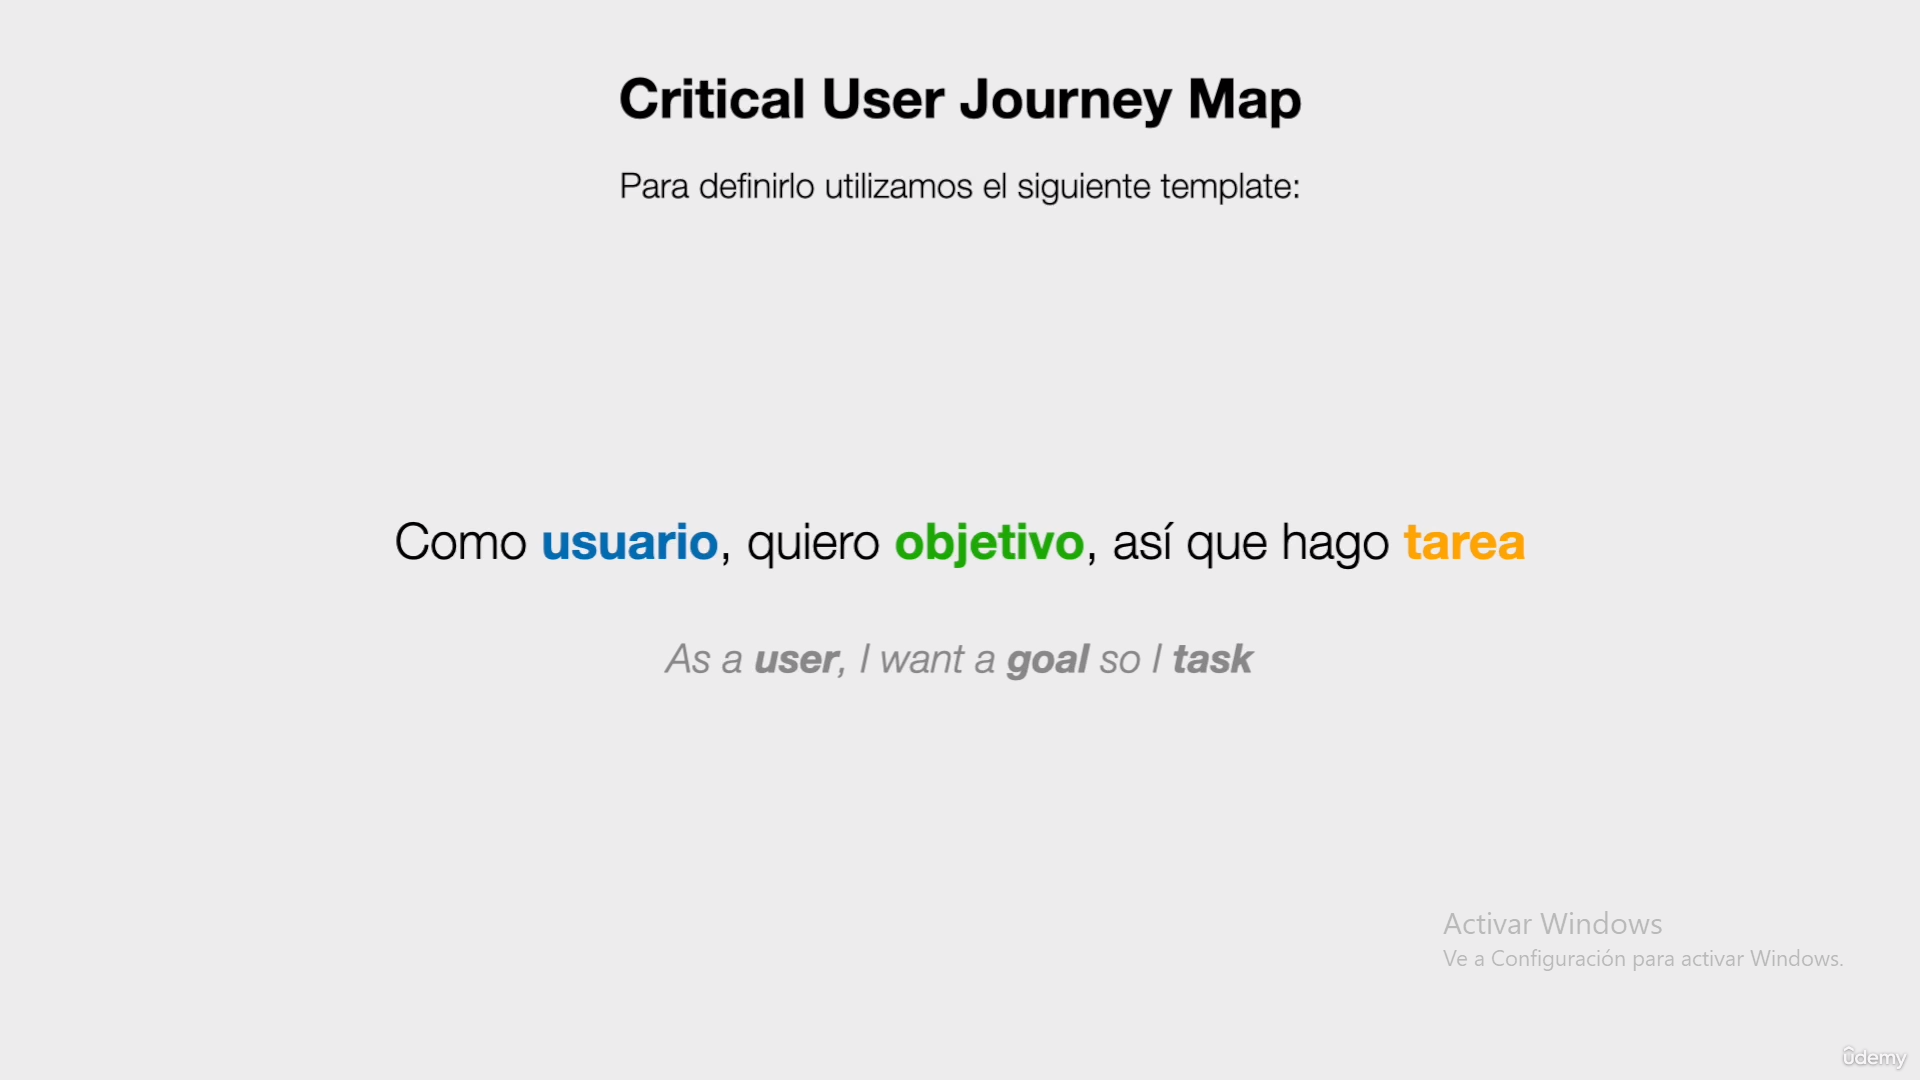 Critical User Journey Map
Para definirlo utilizamos el siguiente template:
Como usuario, quiero objetivo, así que hago tarea
As a user, I want a goal so I task
Activar Windows
Ve a Configuración para activar Windows.
ûdemy